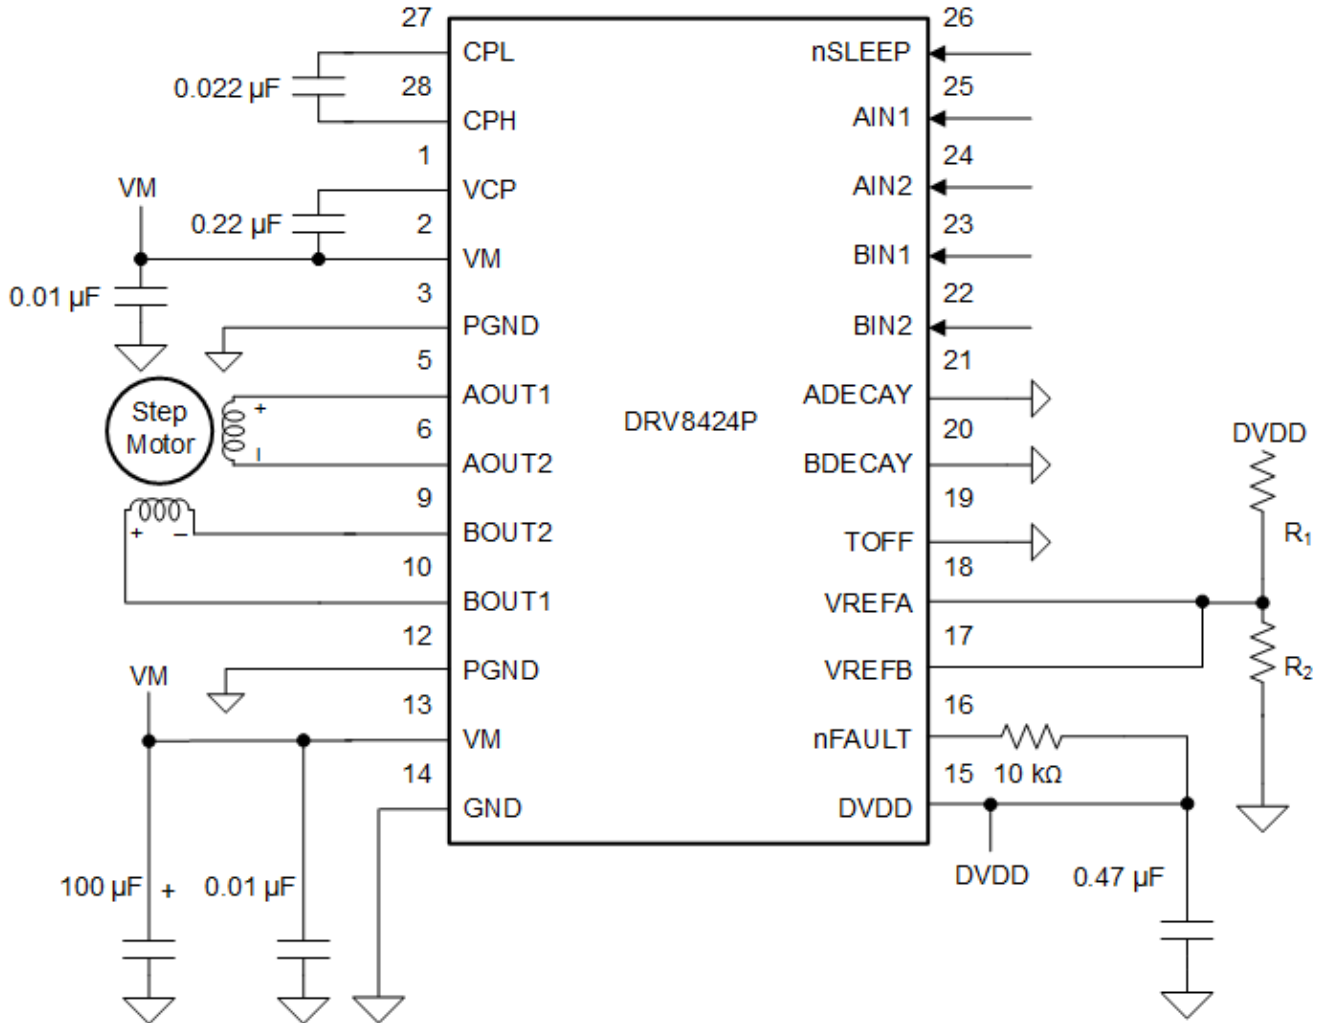 27
26
CPL
nSLEEP
0.022 µF
28
25
CPH
AIN1
1
24
VM
VCP
AIN2
0.22 µF
2
23
VM
BIN1
0.01 µF
3
22
PGND
BIN2
5
21
AOUT1
ADECAY
Step
Motor
+
–
6
DRV8424P
20
AOUT2
BDECAY
DVDD
9
19
+
–
BOUT2
TOFF
R1
10
18
BOUT1
VREFA
12
17
VM
PGND
VREFB
R2
13
16
VM
nFAULT
14
15
10 kΩ
GND
DVDD
100 µF
+
0.01 µF
DVDD
0.47 µF